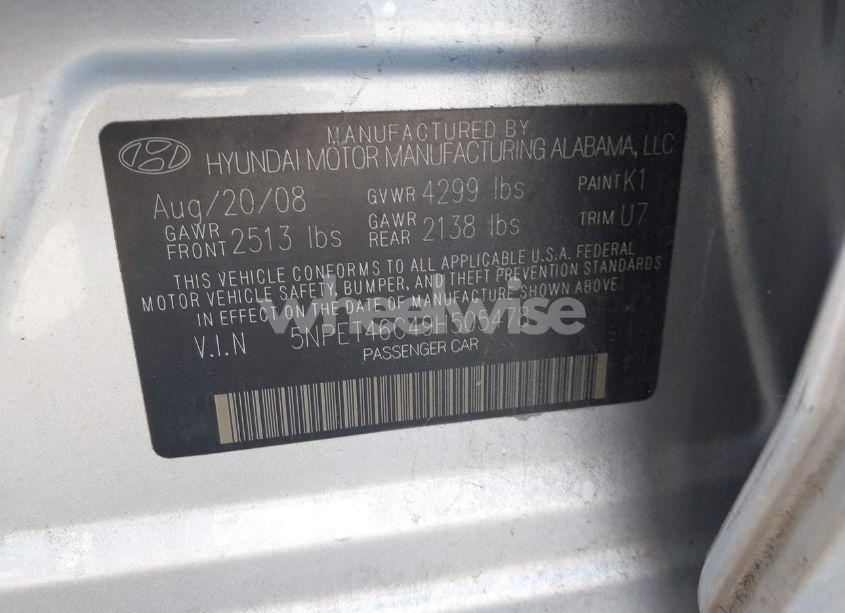 MANUFACTURED BY
HYUNDAI MOTOR MANUFACTURING ALABAMA, LLC
Aug/20/08 GVWR 4299 lbs PAINT K1
GAWR FRONT 2513 lbs GAWR REAR 2138 lbs TRIM U7
THIS VEHICLE CONFORMS TO ALL APPLICABLE U.S.A. FEDERAL
MOTOR VEHICLE SAFETY, BUMPER, AND THEFT PREVENTION STANDARDS
IN EFFECT ON THE DATE OF MANUFACTURE SHOWN ABOVE.
wheelwise
V.I.N 5NPET46C49H505478
PASSENGER CAR